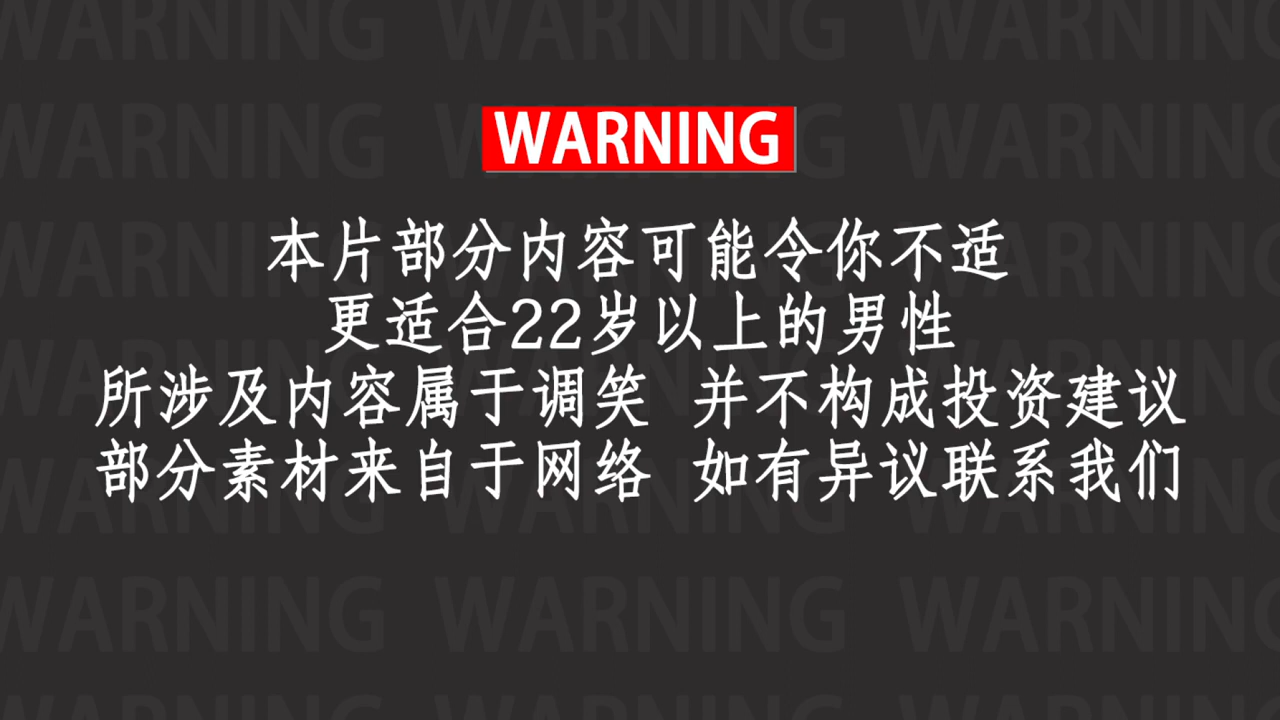 WARNING
本片部分内容可能令你不适
更适合22岁以上的男性
所涉及内容属于调笑 并不构成投资建议
部分素材来自于网络 如有异议联系我们